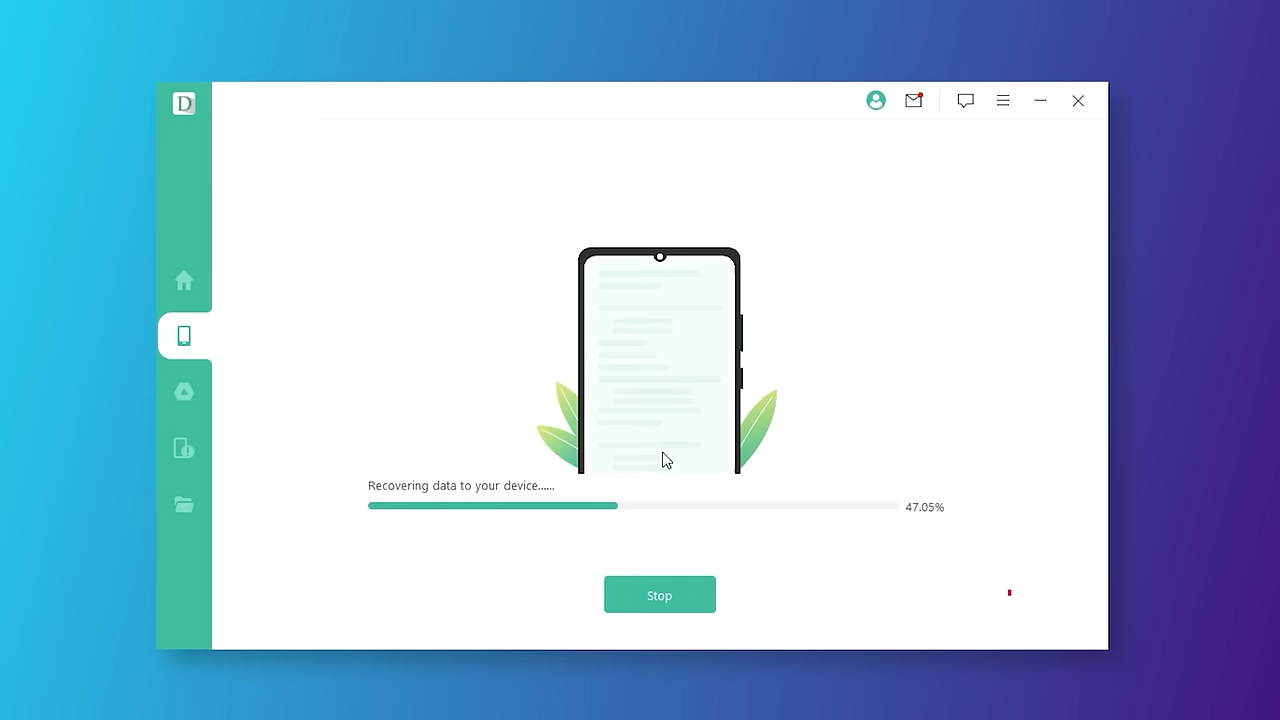 D
Recovering data to your device......
47.05%
Stop